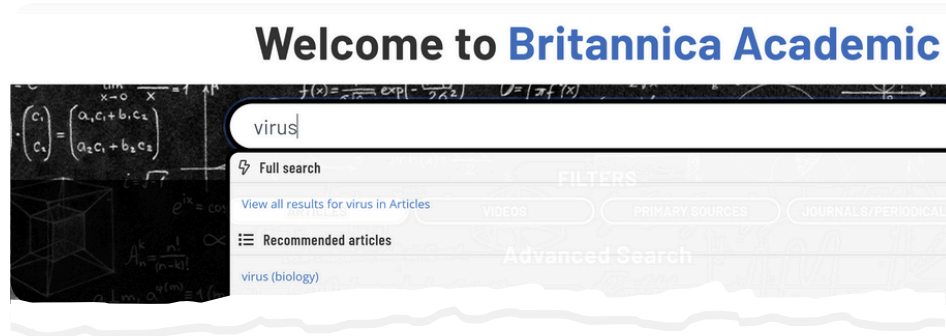 Welcome to Britannica Academic
virus
Full search
FILTERS
View all results for virus in Articles
VIDEOS
PRIMARY SOURCES
JOURNALS/PERIODICAL
Recommended articles
Advanced Search
virus (biology)